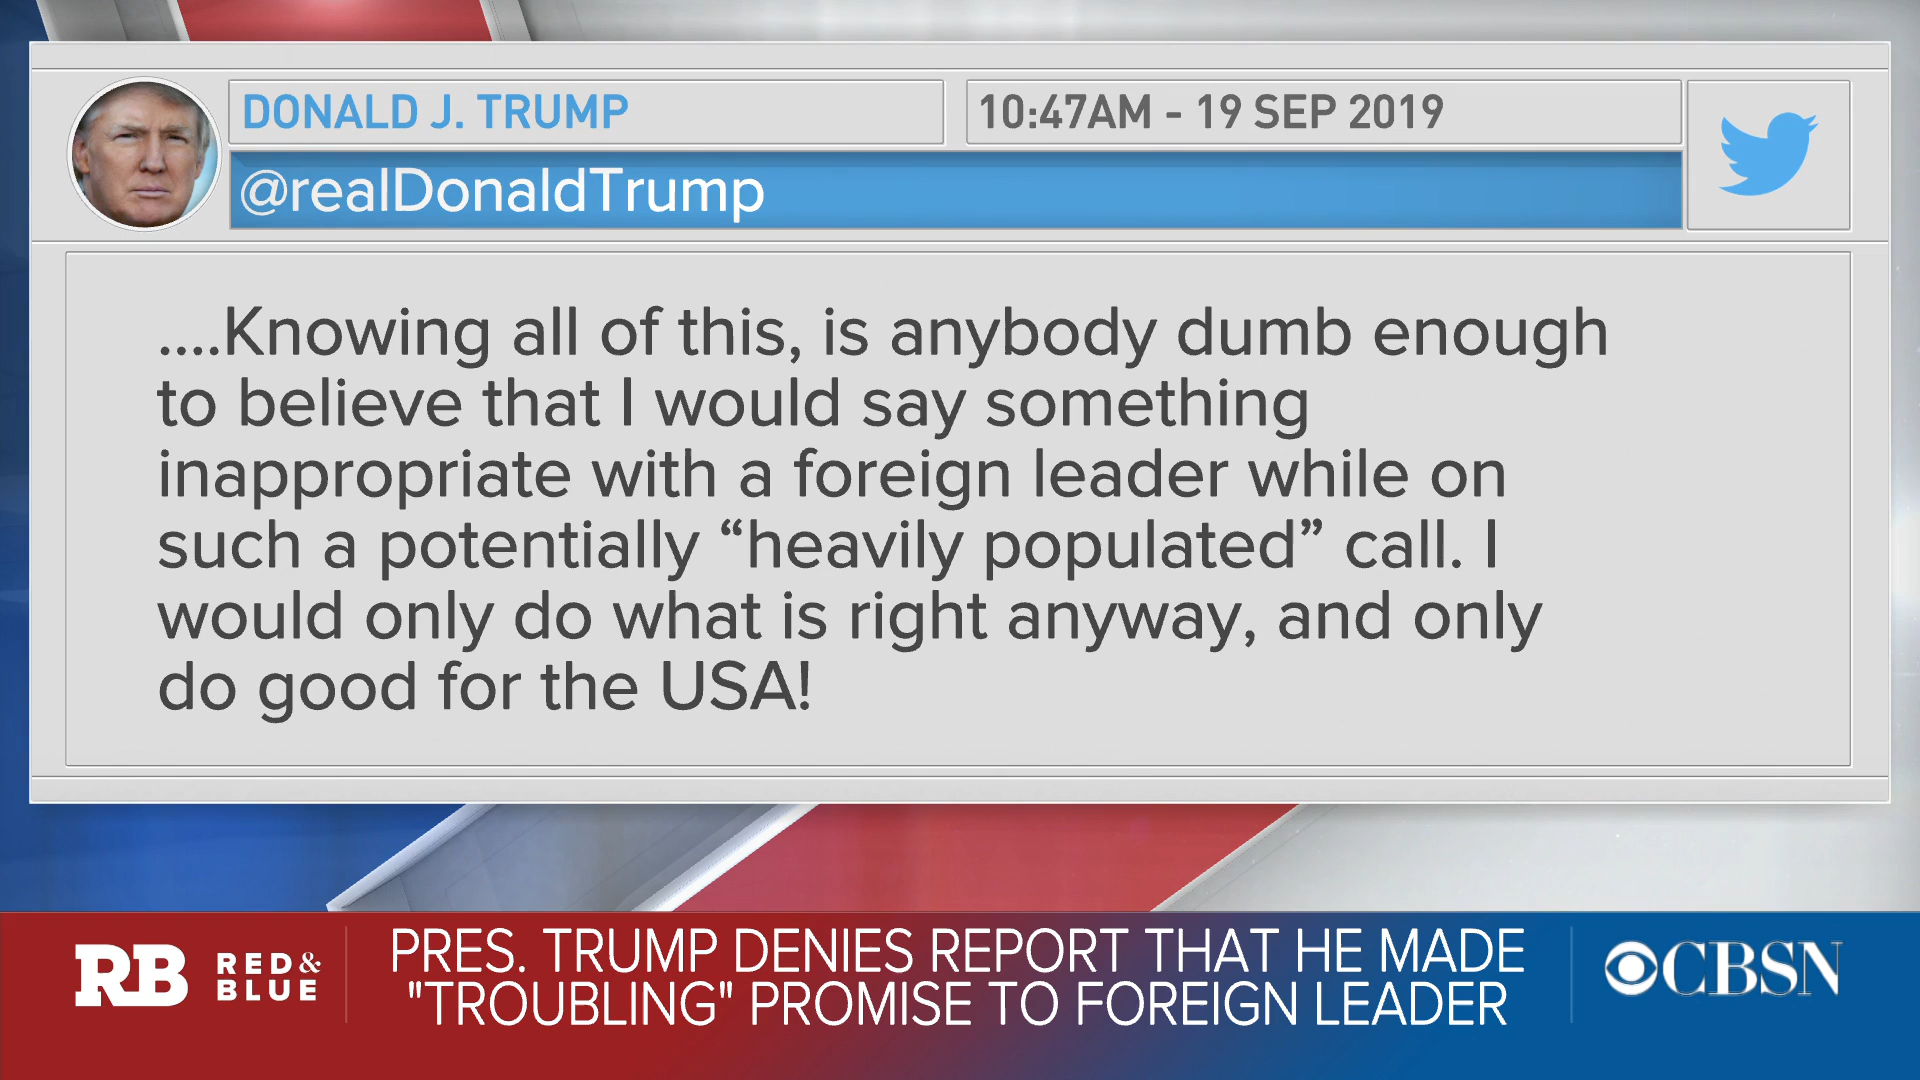 DONALD J. TRUMP
10:47AM - 19 SEP 2019
@realDonaldTrump
....Knowing all of this, is anybody dumb enough
to believe that I would say something
inappropriate with a foreign leader while on
such a potentially “heavily populated” call. I
would only do what is right anyway, and only
do good for the USA!
RB
RED&
BLUE
PRES. TRUMP DENIES REPORT THAT HE MADE
"TROUBLING" PROMISE TO FOREIGN LEADER
CBSN